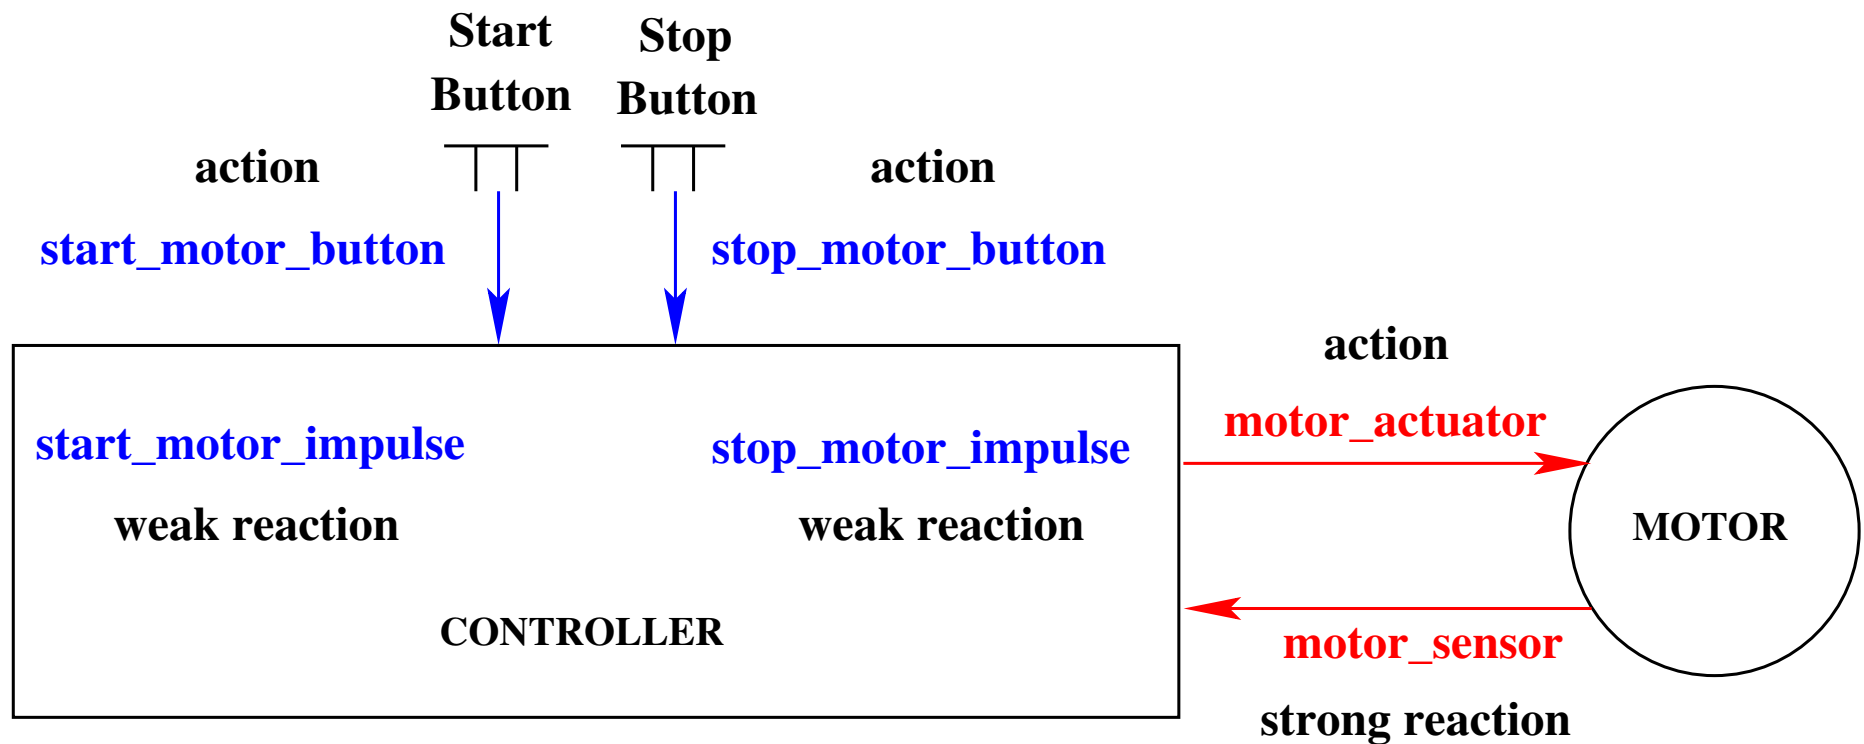 Start
Button
Stop
Button
action
start_motor_button
action
stop_motor_button
start_motor_impulse
weak reaction
stop_motor_impulse
weak reaction
CONTROLLER
action
motor_actuator
MOTOR
motor_sensor
strong reaction